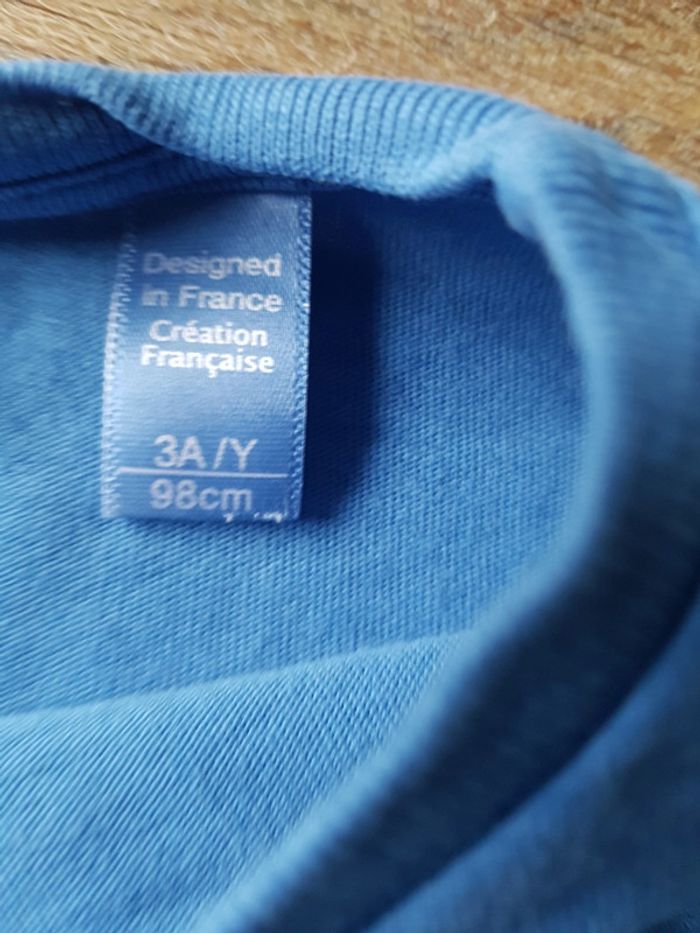 Designed
in France
Création
Française
3A/Y
98cm